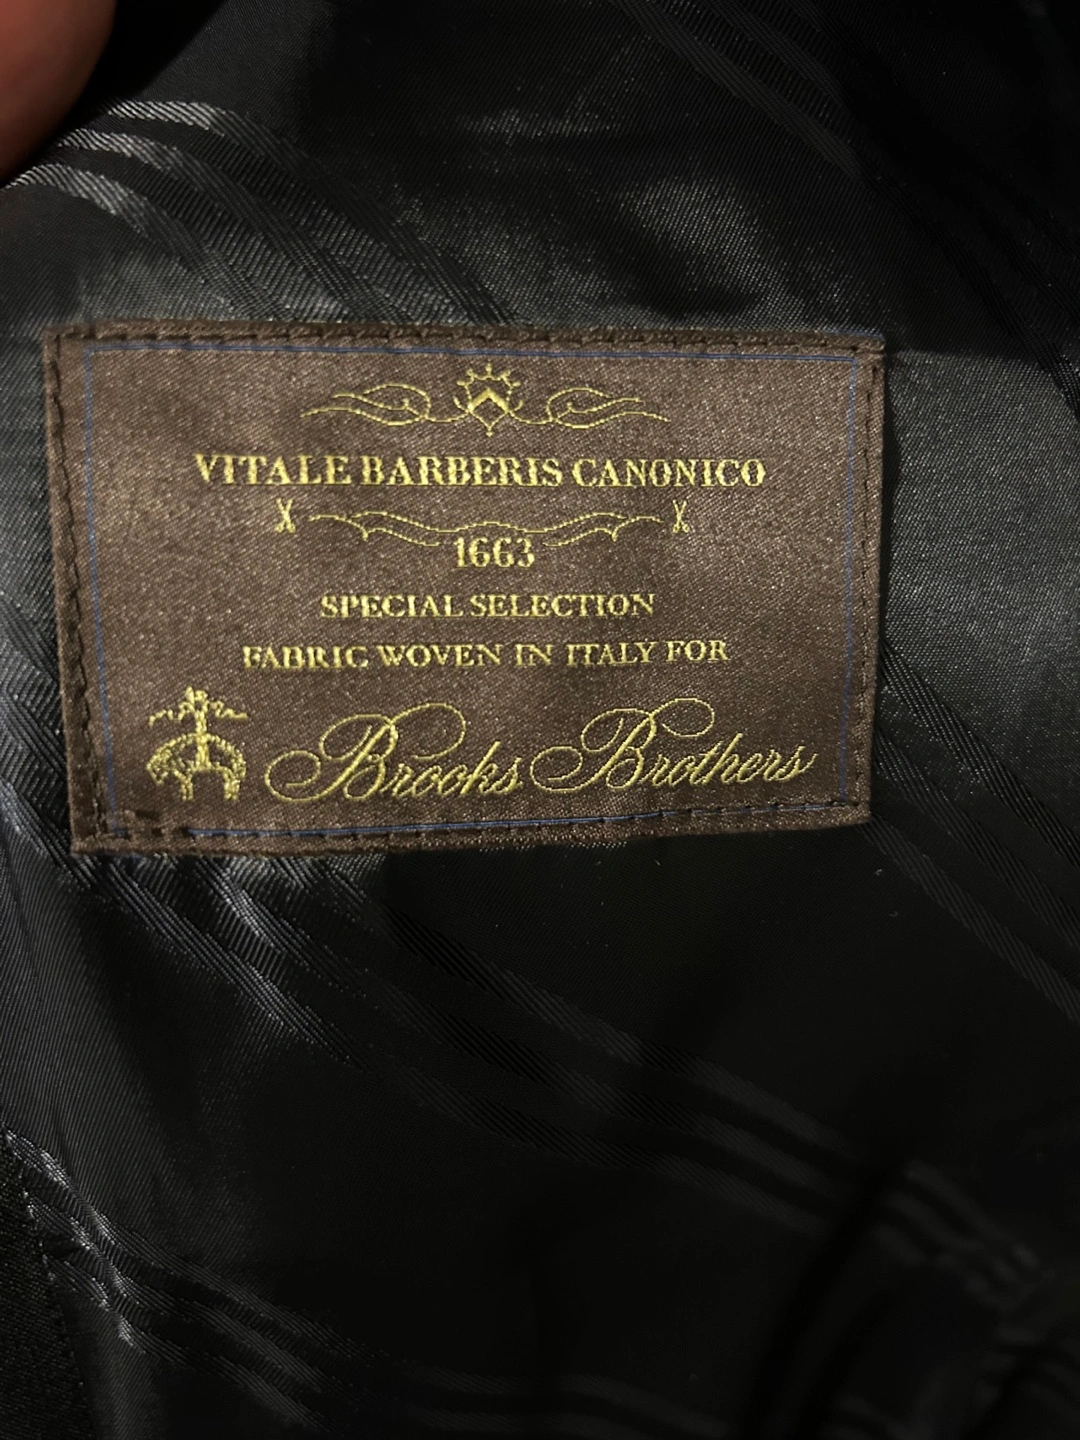 VITALE BARBERIS CANONICO
1663
SPECIAL SELECTION
FABRIC WOVEN IN ITALY FOR
Brooks Brothers